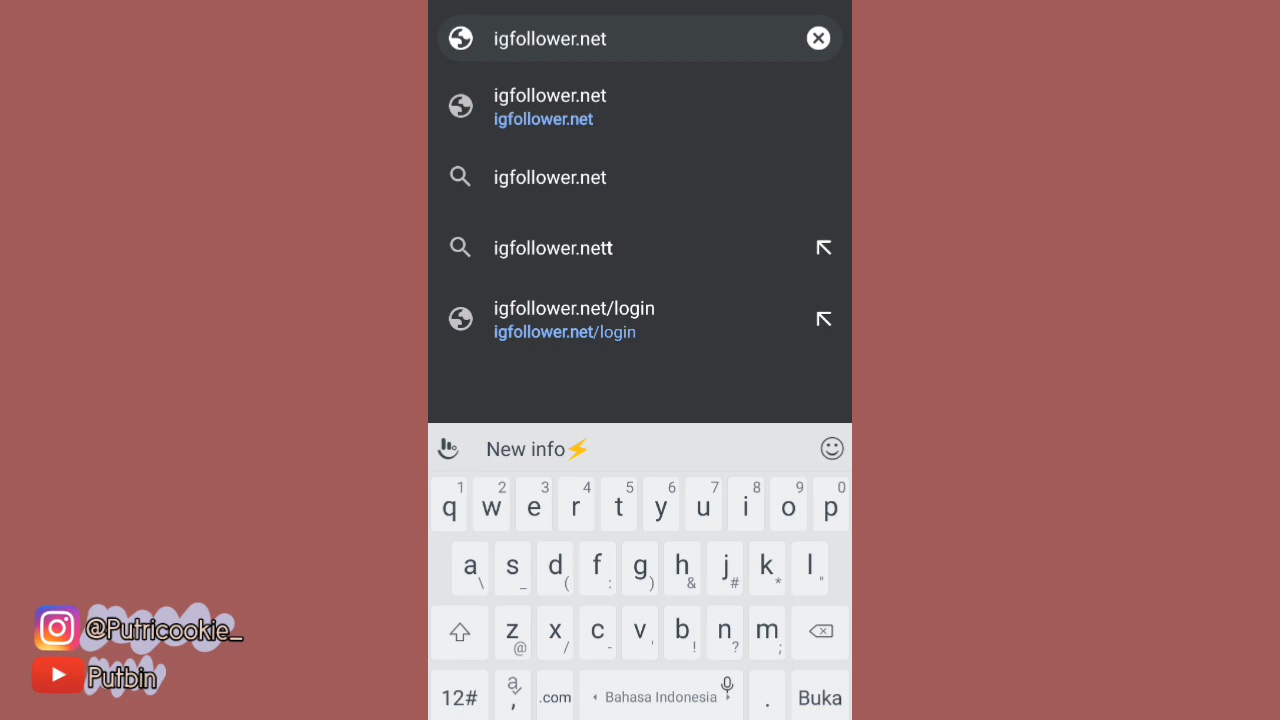 igfollower.net
igfollower.net
igfollower.net
igfollower.net
igfollower.nett
igfollower.net/login
igfollower.net/login
New info⚡
1 2 3 4 5 6 7 8 9 0
q w e r t y u i o p
a s d f g h j k l
\ _ ( : ) & # * "
@Putricookie_
z x c v b n m
@ / - ' ! ? ;
Putbin
12# a , .com Bahasa Indonesia . Buka